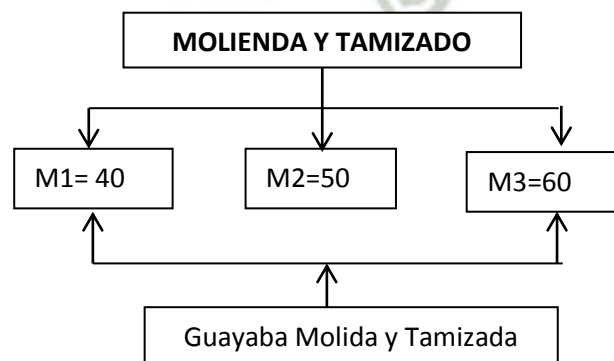 MOLIENDA Y TAMIZADO
M1= 40
M2=50
M3=60
Guayaba Molida y Tamizada